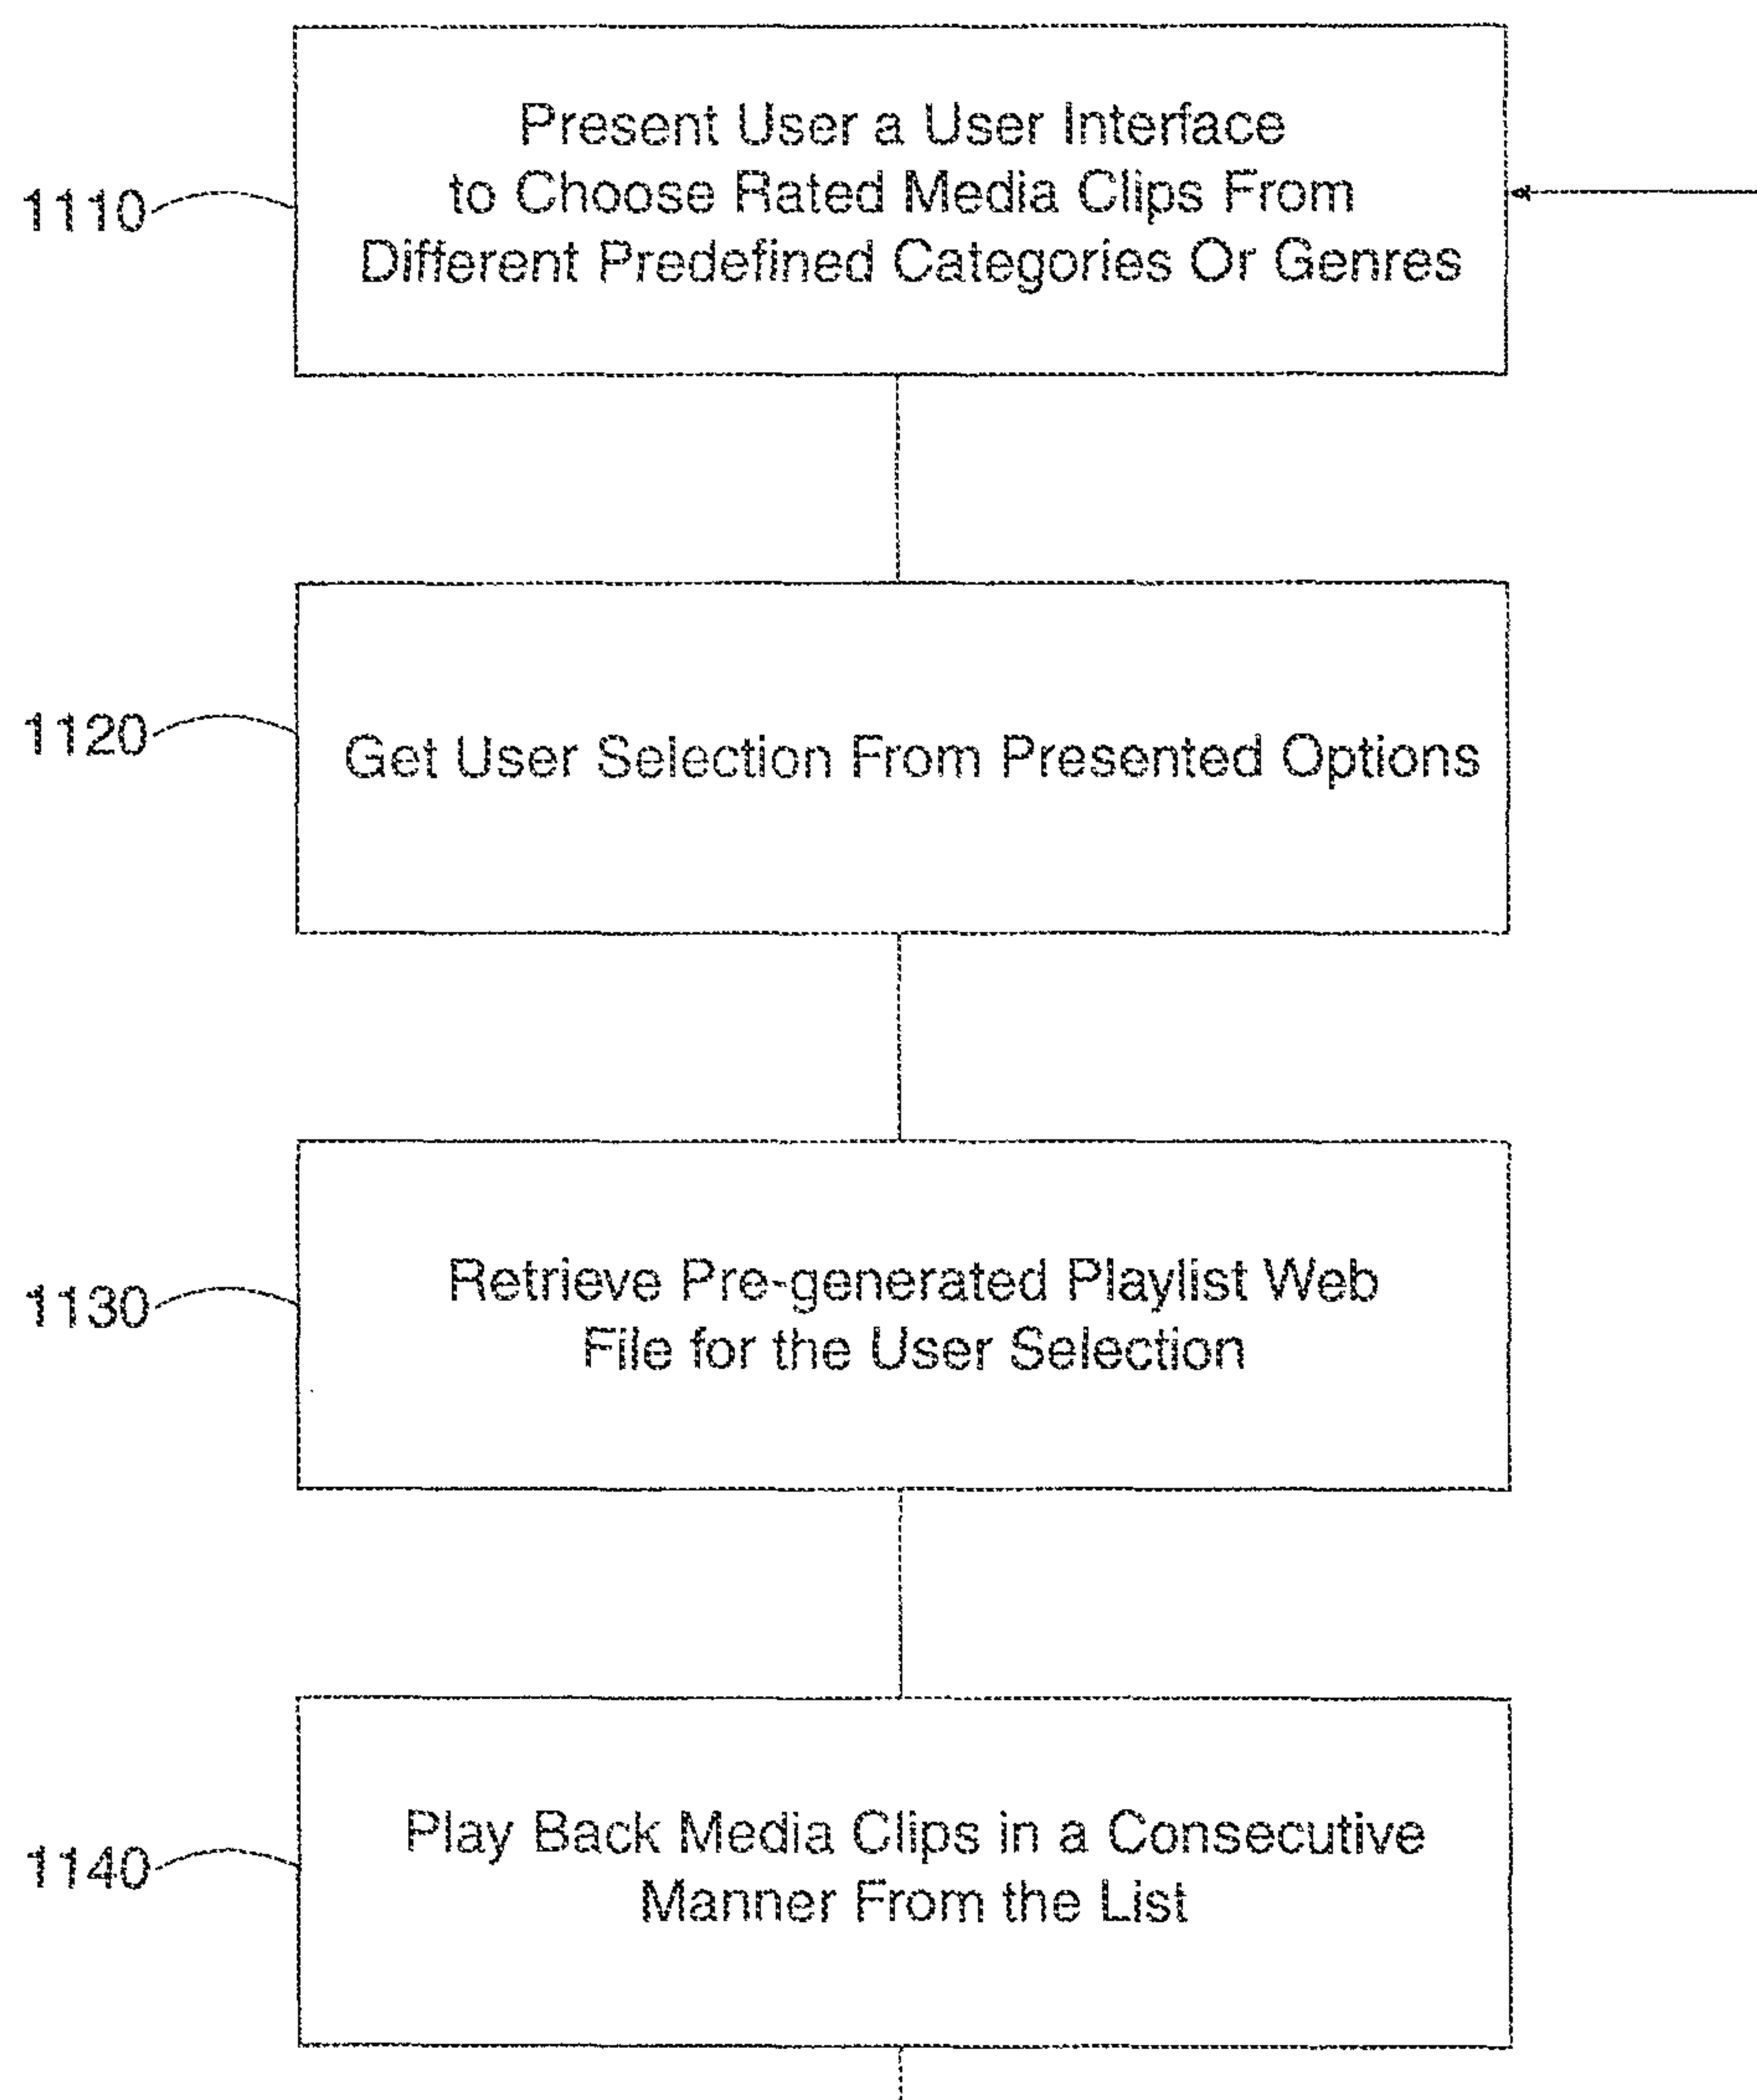 Present User a User Interface
to Choose Rated Media Clips From
Different Predefined Categories Or Genres
1110
Get User Selection From Presented Options
1120
Retrieve Pre-generated Playlist Web
File for the User Selection
1130
Play Back Media Clips in a Consecutive
Manner From the List
1140